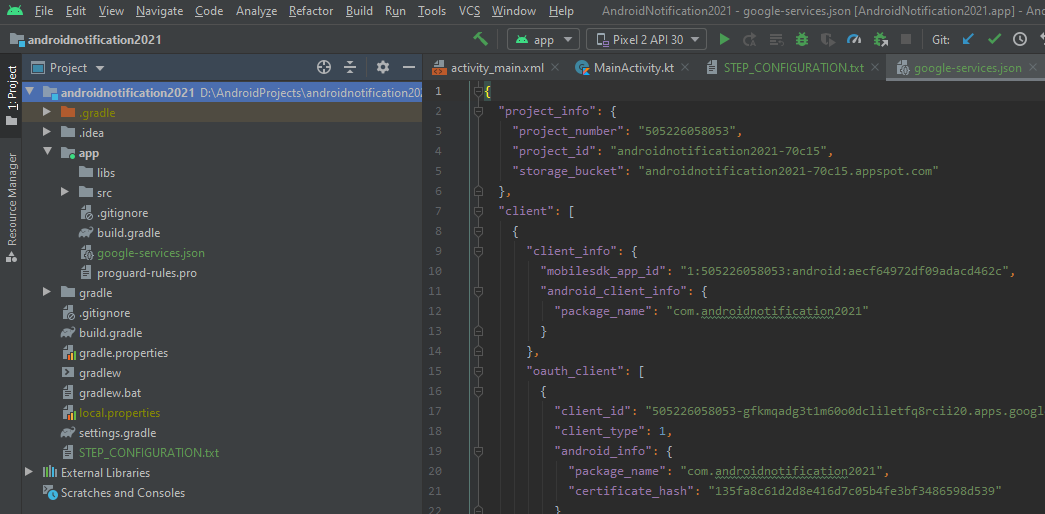 File Edit View Navigate Code Analyze Refactor Build Run Tools VCS Window Help AndroidNotification2021 - google-services.json [AndroidNotification2021.app] - An
androidnotification2021 app Pixel 2 API 30 Git:
1: Project
Resource Manager
Project
activity_main.xml MainActivity.kt STEP_CONFIGURATION.txt google-services.json
androidnotification2021 D:\AndroidProjects\androidnotification202
.gradle
.idea
app
libs
src
.gitignore
build.gradle
google-services.json
proguard-rules.pro
gradle
.gitignore
build.gradle
gradle.properties
gradlew
gradlew.bat
local.properties
settings.gradle
STEP_CONFIGURATION.txt
External Libraries
Scratches and Consoles
1 {
2 "project_info": {
3 "project_number": "505226058053",
4 "project_id": "androidnotification2021-70c15",
5 "storage_bucket": "androidnotification2021-70c15.appspot.com"
6 },
7 "client": [
8 {
9 "client_info": {
10 "mobilesdk_app_id": "1:505226058053:android:aecf64972df09adacd462c",
11 "android_client_info": {
12 "package_name": "com.androidnotification2021"
13 }
14 },
15 "oauth_client": [
16 {
17 "client_id": "505226058053-gfkmqadg3t1m60o0dcliletfq8rcii20.apps.googl
18 "client_type": 1,
19 "android_info": {
20 "package_name": "com.androidnotification2021",
21 "certificate_hash": "135fa8c61d2d8e416d7c05b4fe3bf3486598d539"
22 }